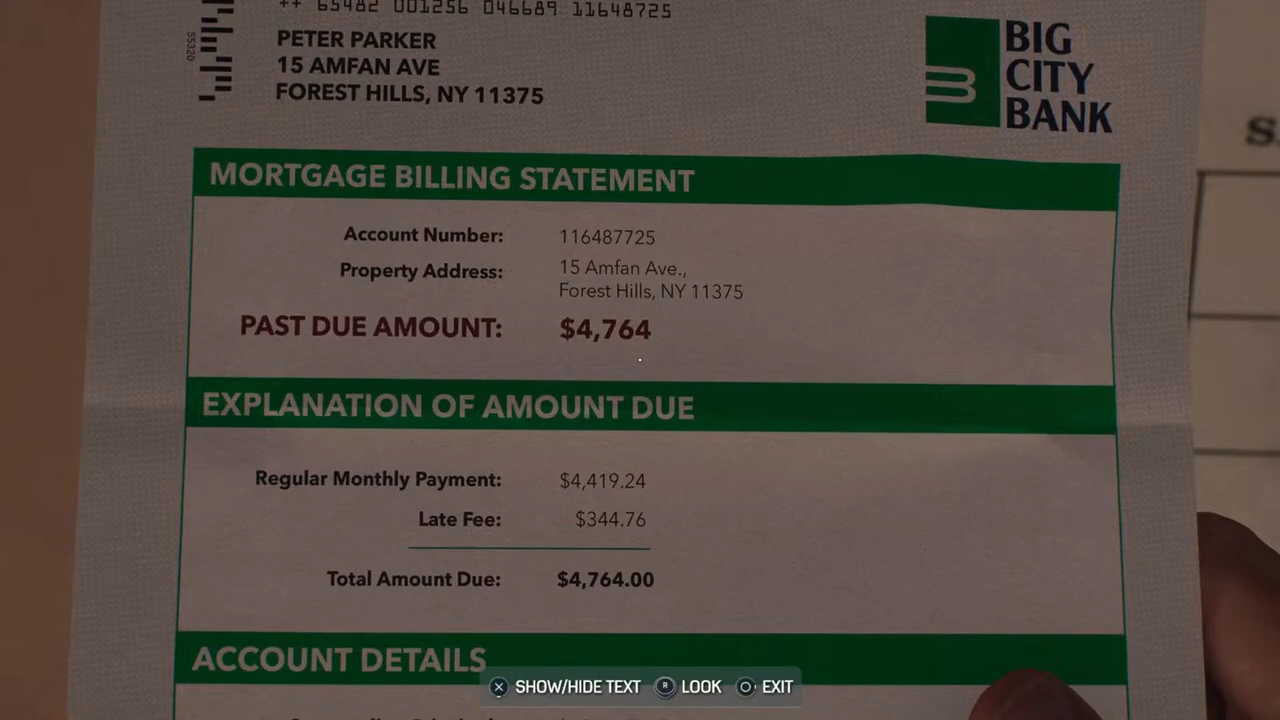 ++ 65482 001256 046689 11648725
55320
PETER PARKER
15 AMFAN AVE
FOREST HILLS, NY 11375
BIG
CITY
BANK
MORTGAGE BILLING STATEMENT
Account Number: 116487725
Property Address: 15 Amfan Ave.,
Forest Hills, NY 11375
PAST DUE AMOUNT: $4,764
EXPLANATION OF AMOUNT DUE
Regular Monthly Payment: $4,419.24
Late Fee: $344.76
Total Amount Due: $4,764.00
ACCOUNT DETAILS
SHOW/HIDE TEXT R LOOK EXIT